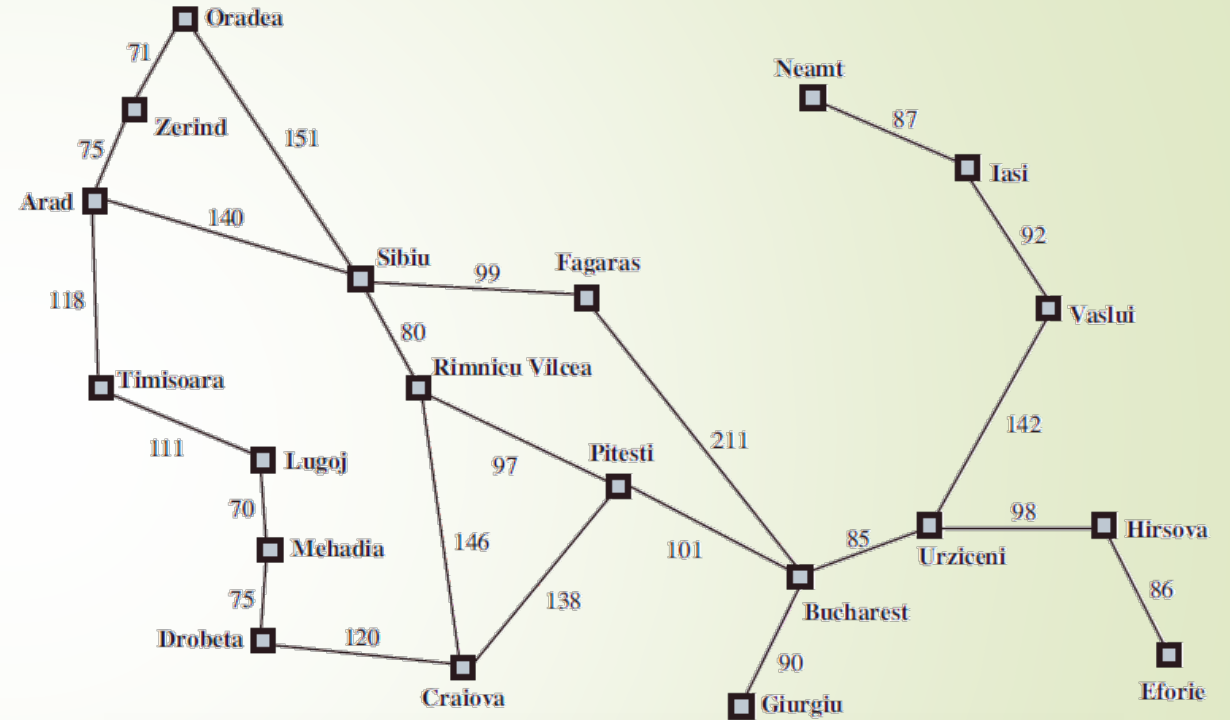 Oradea
71
Neamt
Zerind
87
151
75
Iasi
Arad
140
92
Sibiu
Fagaras
99
118
Vaslui
80
Rimnicu Vilcea
Timisoara
142
111
211
Lugoj
Pitesti
97
70
98
Hirsova
146
Mehadia
101
85
Urziceni
86
75
138
Bucharest
Drobeta
120
90
Craiova
Giurgiu
Eforie